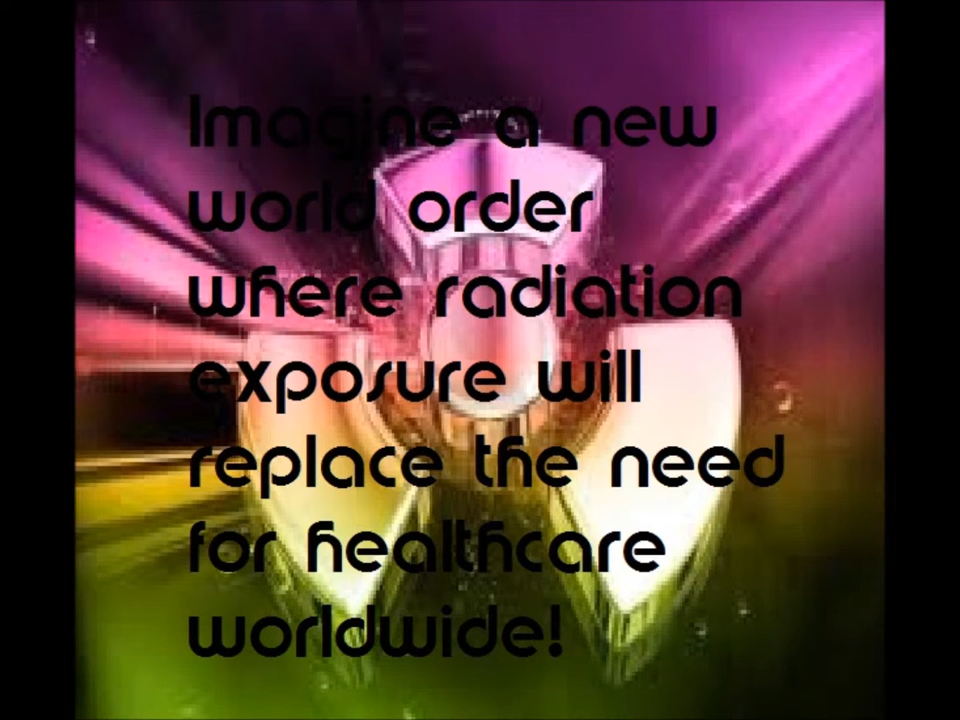 Imagine a new
world order
where radiation
exposure will
replace the need
for healthcare
worldwide!